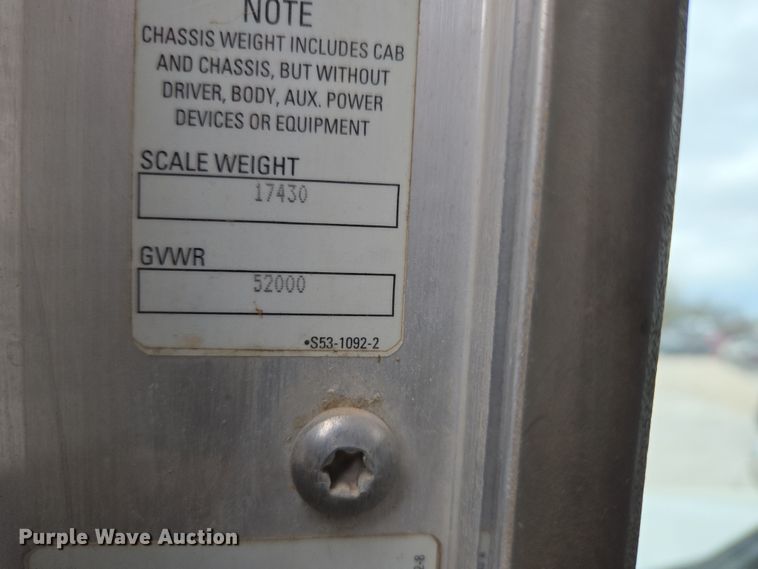 NOTE
CHASSIS WEIGHT INCLUDES CAB
AND CHASSIS, BUT WITHOUT
DRIVER, BODY, AUX. POWER
DEVICES OR EQUIPMENT
SCALE WEIGHT
17430
GVWR
52000
•S53-1092-2
Purple Wave Auction®